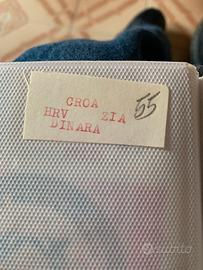 CROA
HRV ZIA
DINARA
55
subito